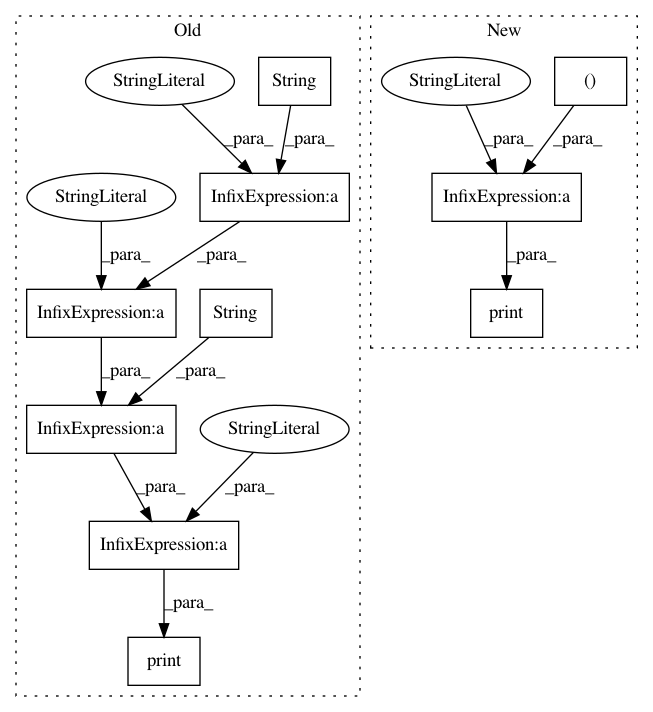 Old
New
StringLiteral
String
StringLiteral
()
_para_
_para_
_para_
_para_
StringLiteral
InfixExpression:a
InfixExpression:a
_para_
_para_
_para_
InfixExpression:a
String
print
_para_
_para_
InfixExpression:a
StringLiteral
_para_
_para_
InfixExpression:a
_para_
print